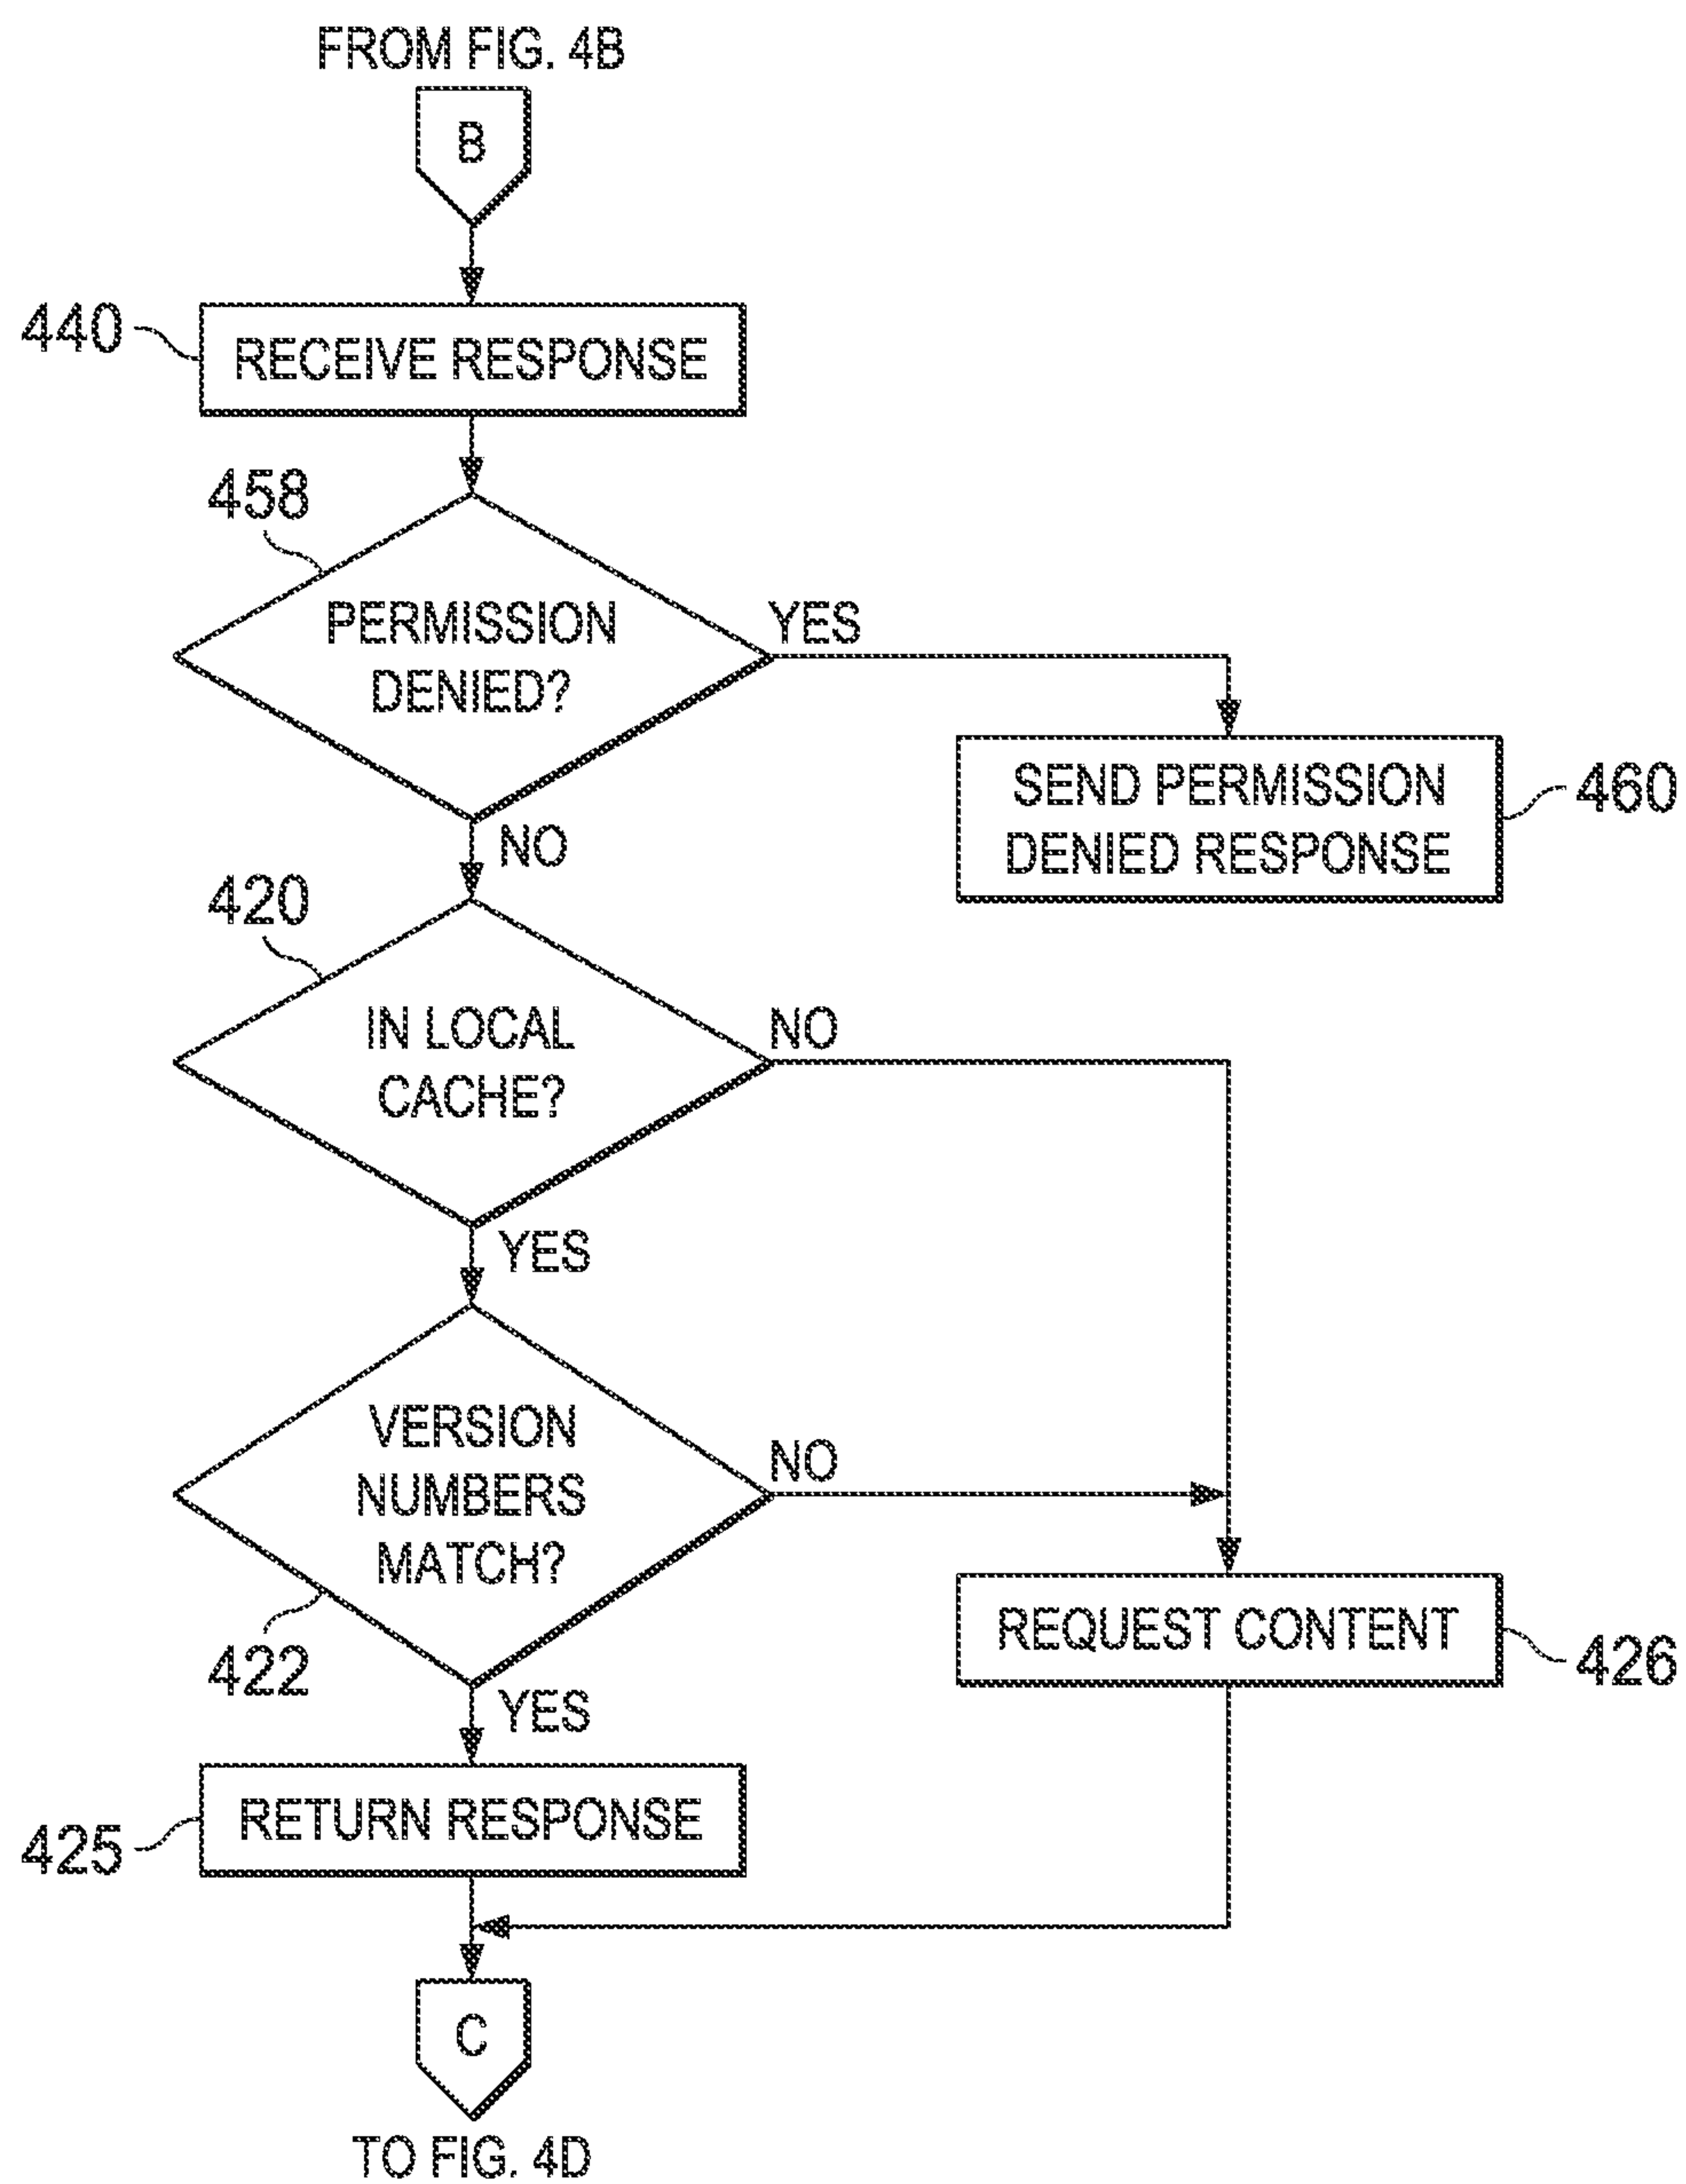 FROM FIG. 4B
B
440
RECEIVE RESPONSE
458
PERMISSION
DENIED?
YES
SEND PERMISSION
DENIED RESPONSE
460
NO
420
IN LOCAL
CACHE?
NO
YES
VERSION
NUMBERS
MATCH?
NO
422
REQUEST CONTENT
426
YES
425
RETURN RESPONSE
C
TO FIG. 4D